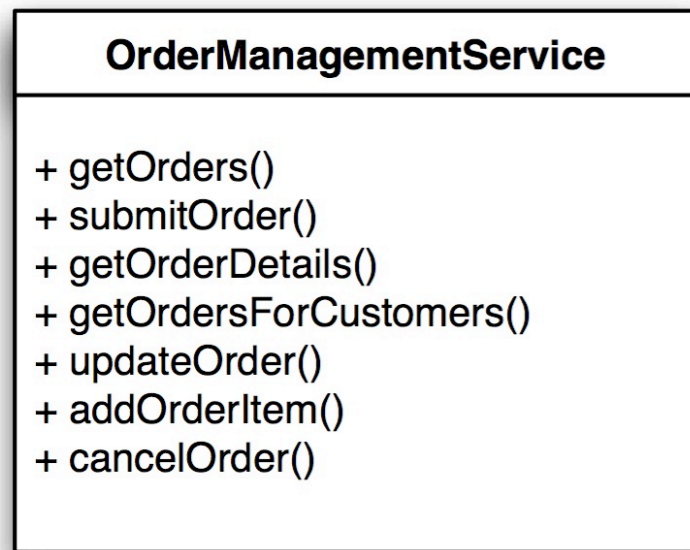 OrderManagementService
+ getOrders()
+ submitOrder()
+ getOrderDetails()
+ getOrdersForCustomers()
+ updateOrder()
+ addOrderItem()
+ cancelOrder()